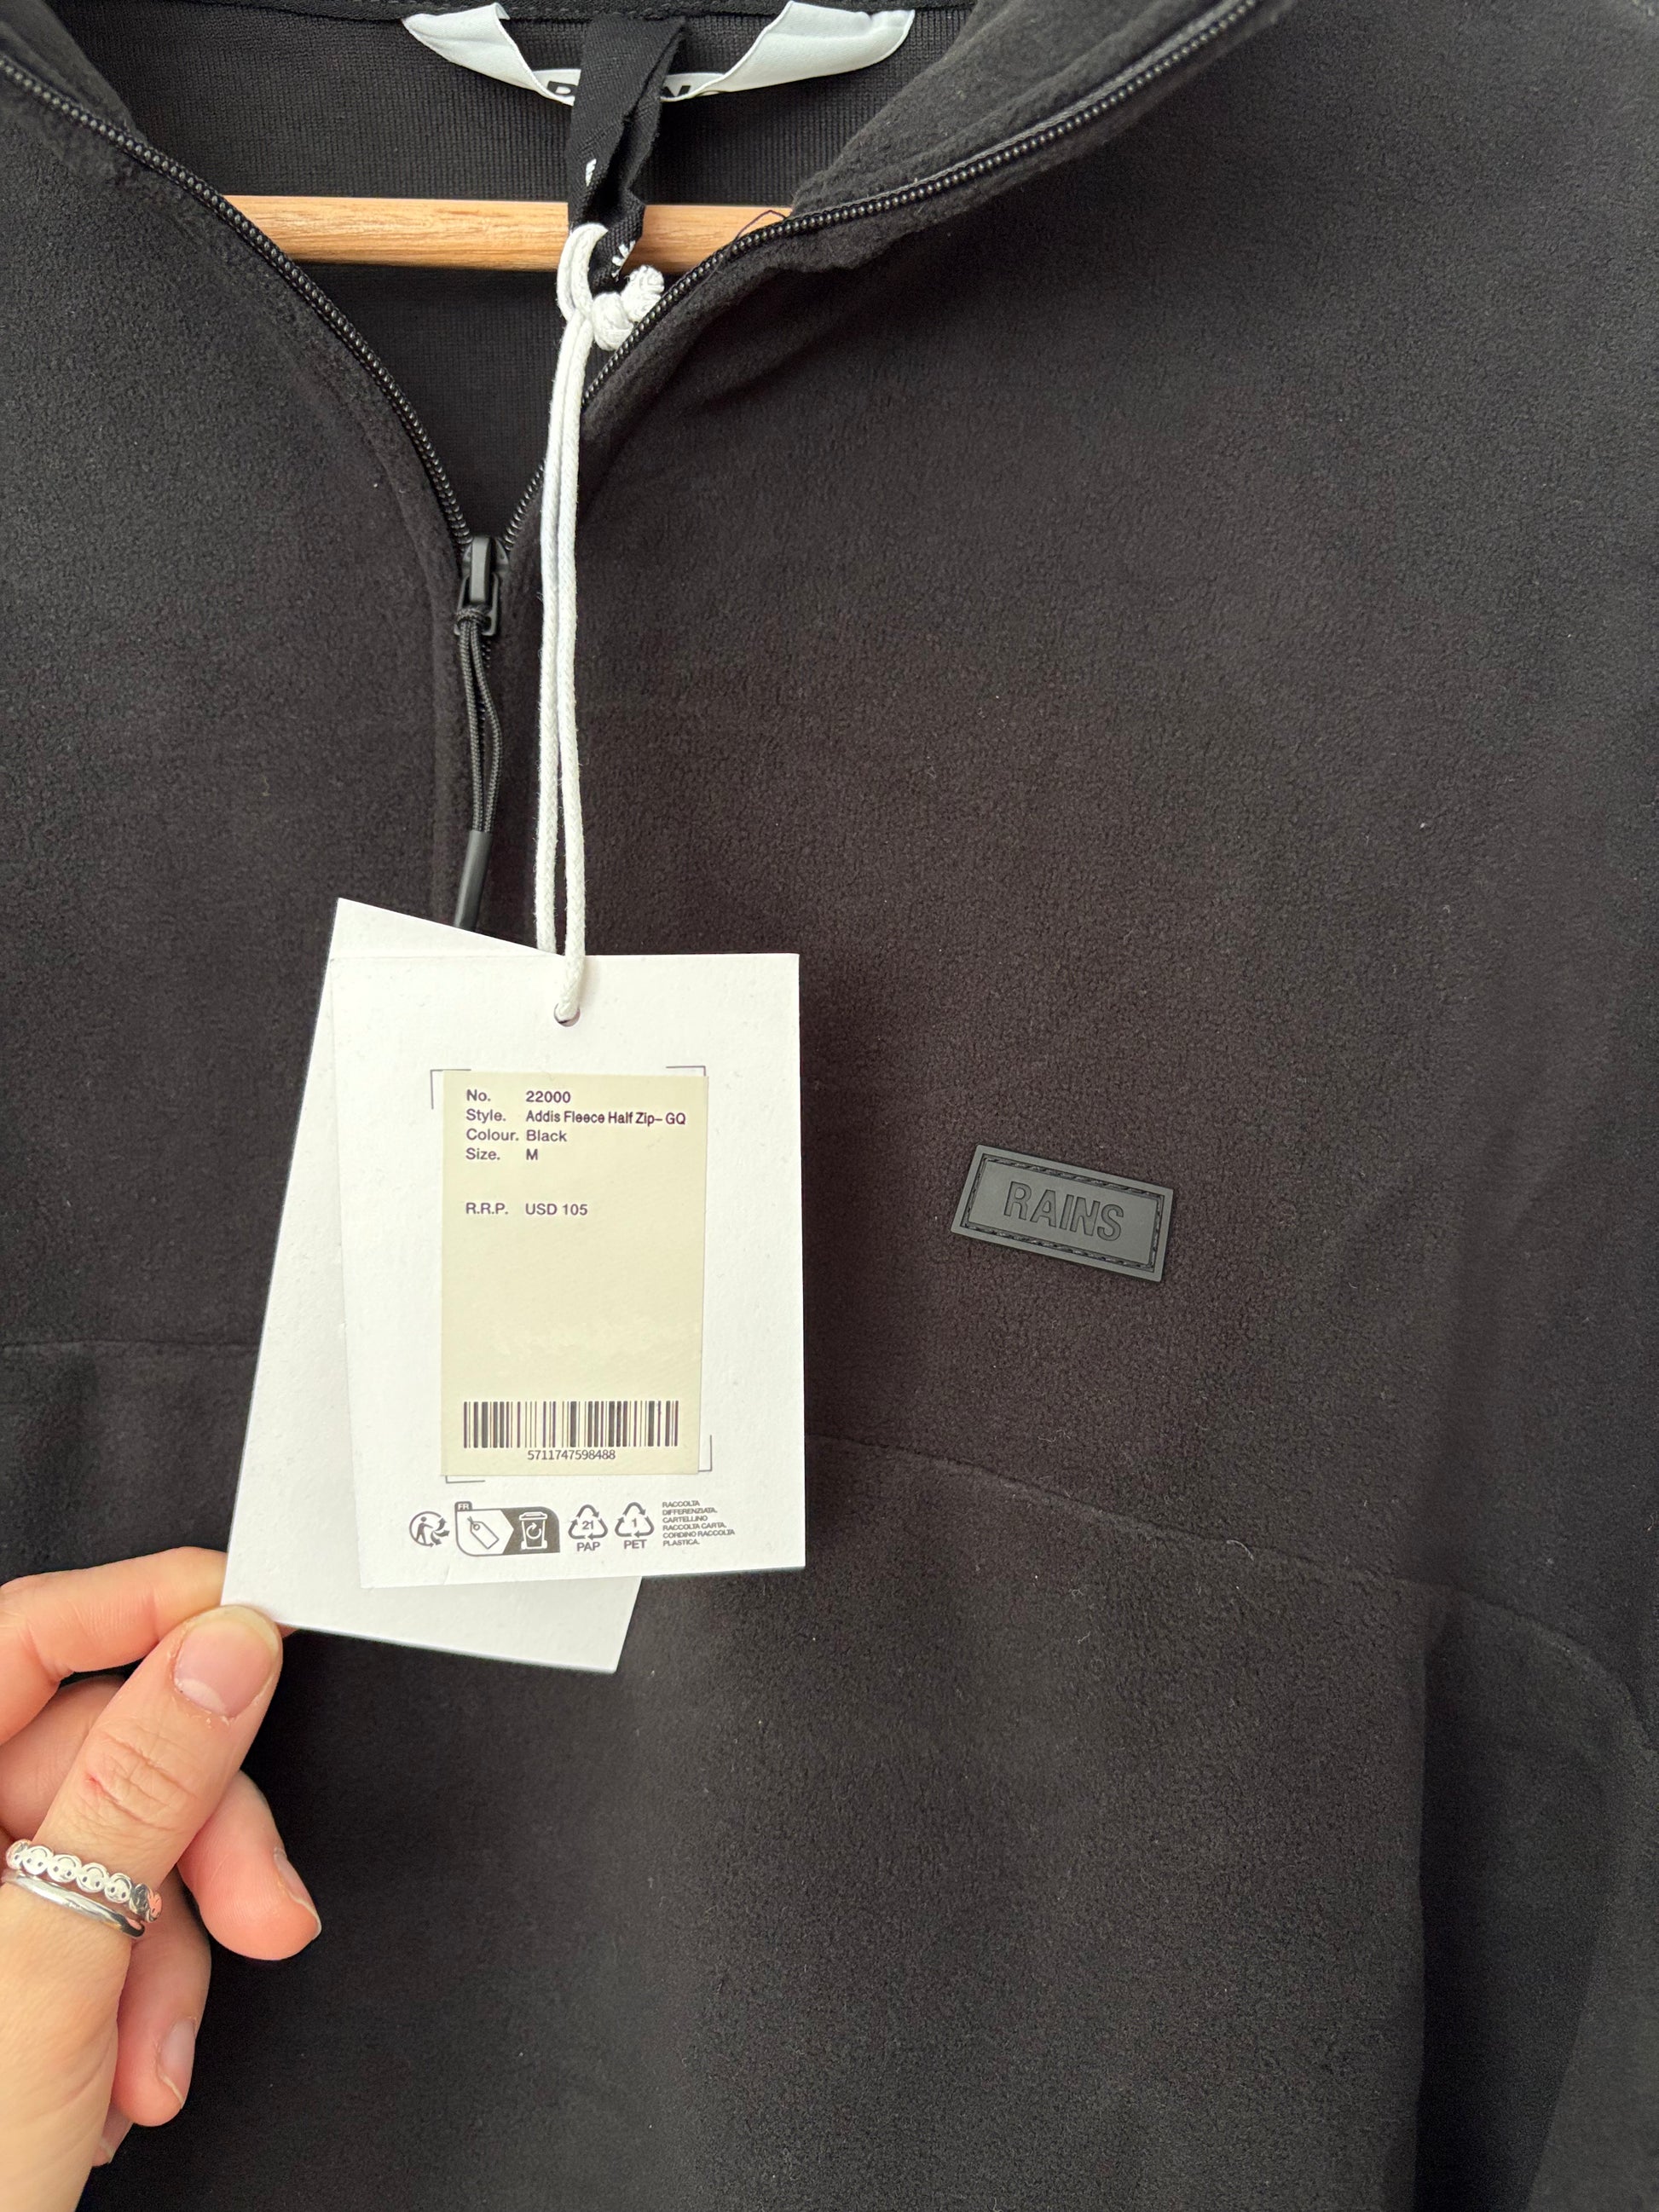 No. 22000
Style. Addis Fleece Half Zip– GQ
Colour. Black
Size. M
R.R.P. USD 105
RAINS
5711747598488
FR
21
PAP
1
PET
RACCOLTA
DIFFERENZIATA.
CARTELLINO
RACCOLTA CARTA.
CORDINO RACCOLTA
PLASTICA.